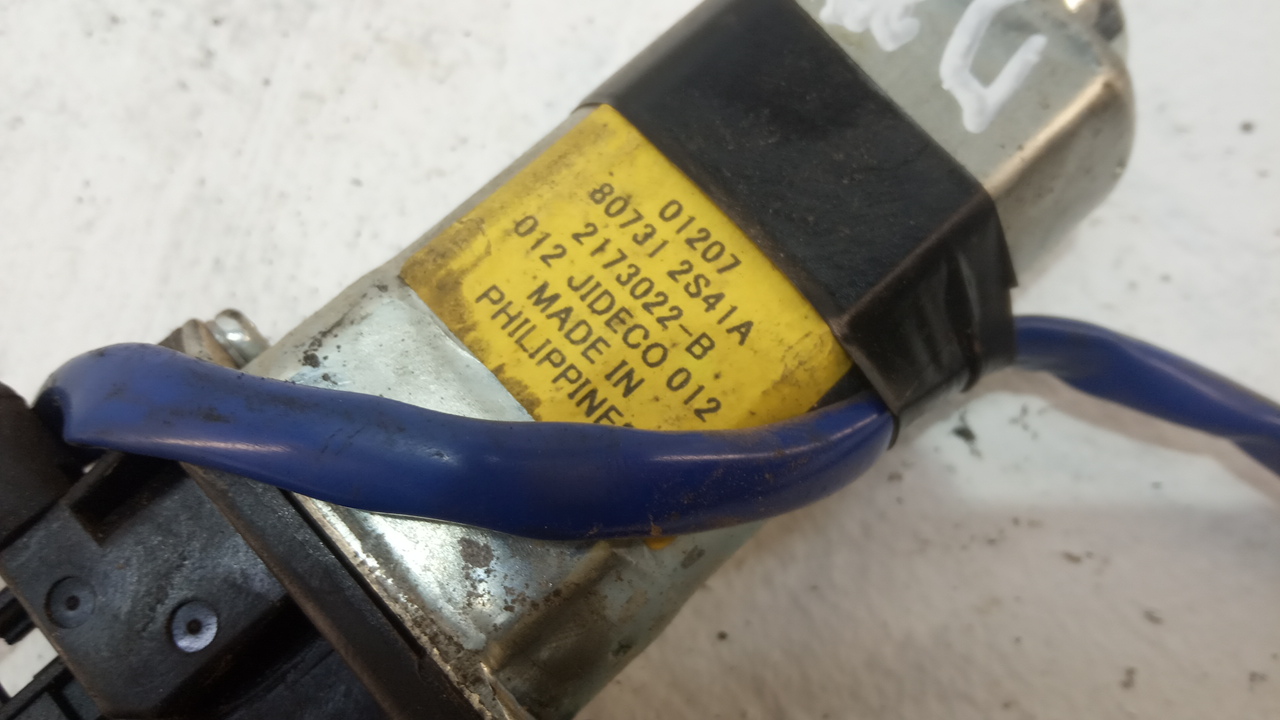 01207
80731 2S41A
2173022-B
012 JIDECO 012
MADE IN
PHILIPPINE